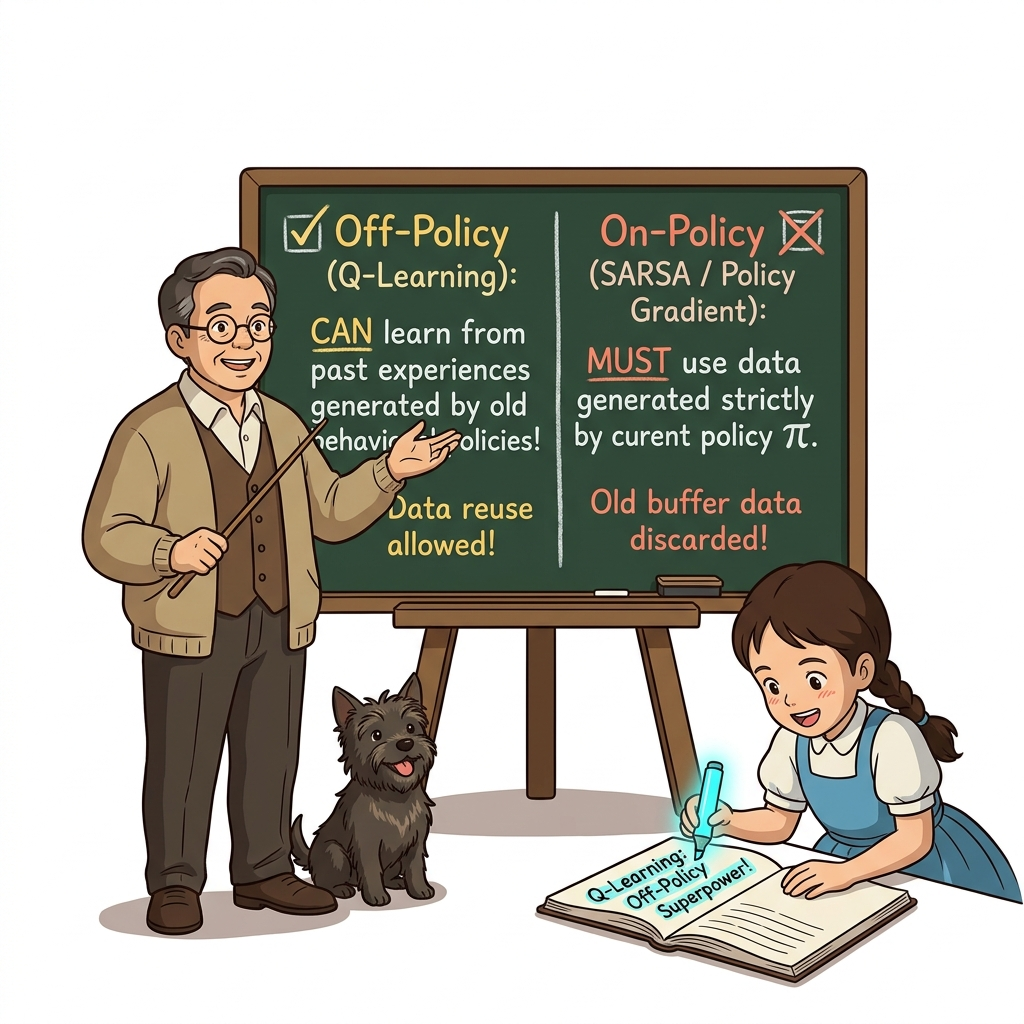 Off-Policy
(Q-Learning):
CAN learn from
past experiences
generated by old
Data reuse
allowed!
On-Policy
(SARSA / Policy
Gradient):
MUST use data
generated strictly
by curent policy π.
Old buffer data
discarded!
Q-Learning:
Off-Policy
Superpower!